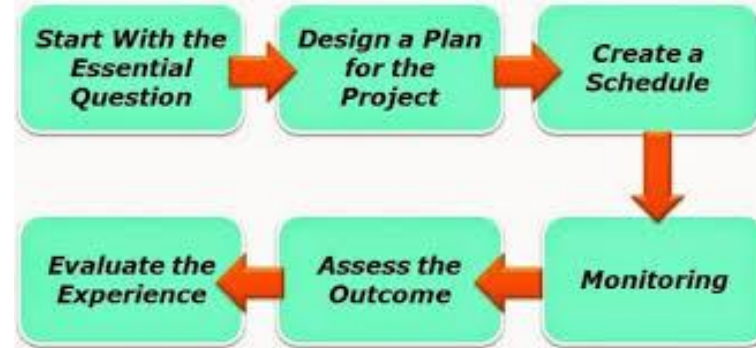 Start With the
Essential
Question
Design a Plan
for the
Project
Create a
Schedule
Monitoring
Assess the
Outcome
Evaluate the
Experience